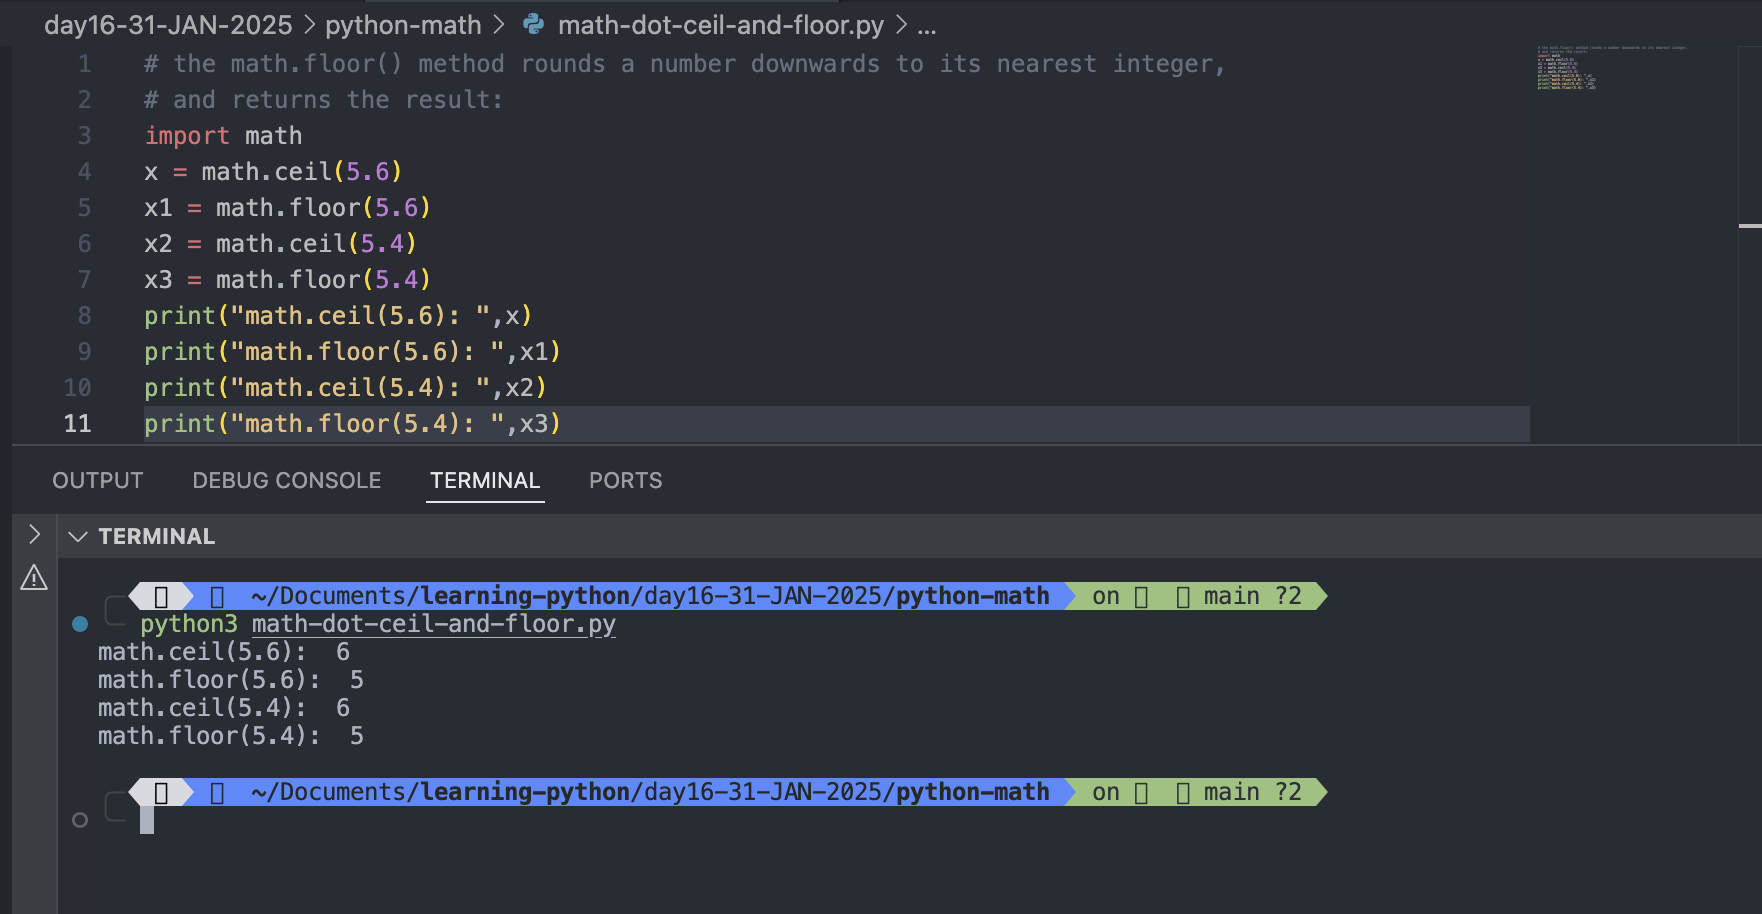 day16-31-JAN-2025 > python-math > math-dot-ceil-and-floor.py > ...
1 # the math.floor() method rounds a number downwards to its nearest integer,
2 # and returns the result:
3 import math
4 x = math.ceil(5.6)
5 x1 = math.floor(5.6)
6 x2 = math.ceil(5.4)
7 x3 = math.floor(5.4)
8 print("math.ceil(5.6): ",x)
9 print("math.floor(5.6): ",x1)
10 print("math.ceil(5.4): ",x2)
11 print("math.floor(5.4): ",x3)
OUTPUT DEBUG CONSOLE TERMINAL PORTS
TERMINAL
~/Documents/learning-python/day16-31-JAN-2025/python-math on main ?2
python3 math-dot-ceil-and-floor.py
math.ceil(5.6):  6
math.floor(5.6):  5
math.ceil(5.4):  6
math.floor(5.4):  5
~/Documents/learning-python/day16-31-JAN-2025/python-math on main ?2